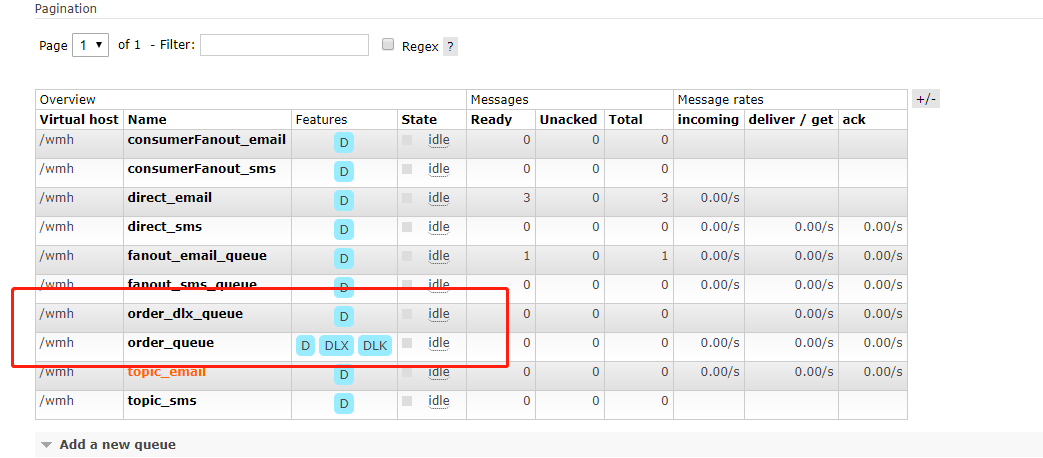 Pagination
Page 1 of 1 - Filter: Regex ?
Overview Messages Message rates +/-
Virtual host Name Features State Ready Unacked Total incoming deliver / get ack
/wmh consumerFanout_email D idle 0 0 0
/wmh consumerFanout_sms D idle 0 0 0
/wmh direct_email D idle 3 0 3 0.00/s
/wmh direct_sms D idle 0 0 0 0.00/s 0.00/s 0.00/s
/wmh fanout_email_queue D idle 1 0 1 0.00/s 0.00/s 0.00/s
/wmh fanout_sms_queue D idle 0 0 0 0.00/s 0.00/s 0.00/s
/wmh order_dlx_queue D idle 0 0 0 0.00/s 0.00/s
/wmh order_queue D DLX DLK idle 0 0 0 0.00/s 0.00/s 0.00/s
/wmh topic_email D idle 0 0 0 0.00/s 0.00/s 0.00/s
/wmh topic_sms D idle 0 0 0
Add a new queue